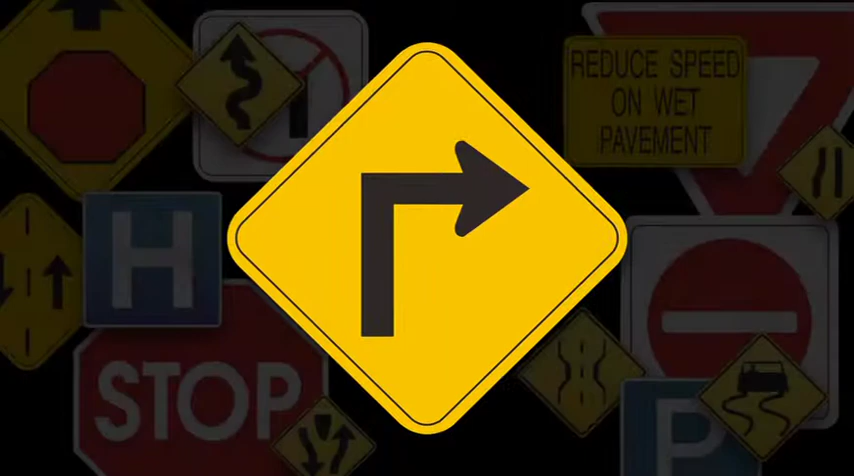 REDUCE SPEED
ON WET
PAVEMENT
H
STOP
P